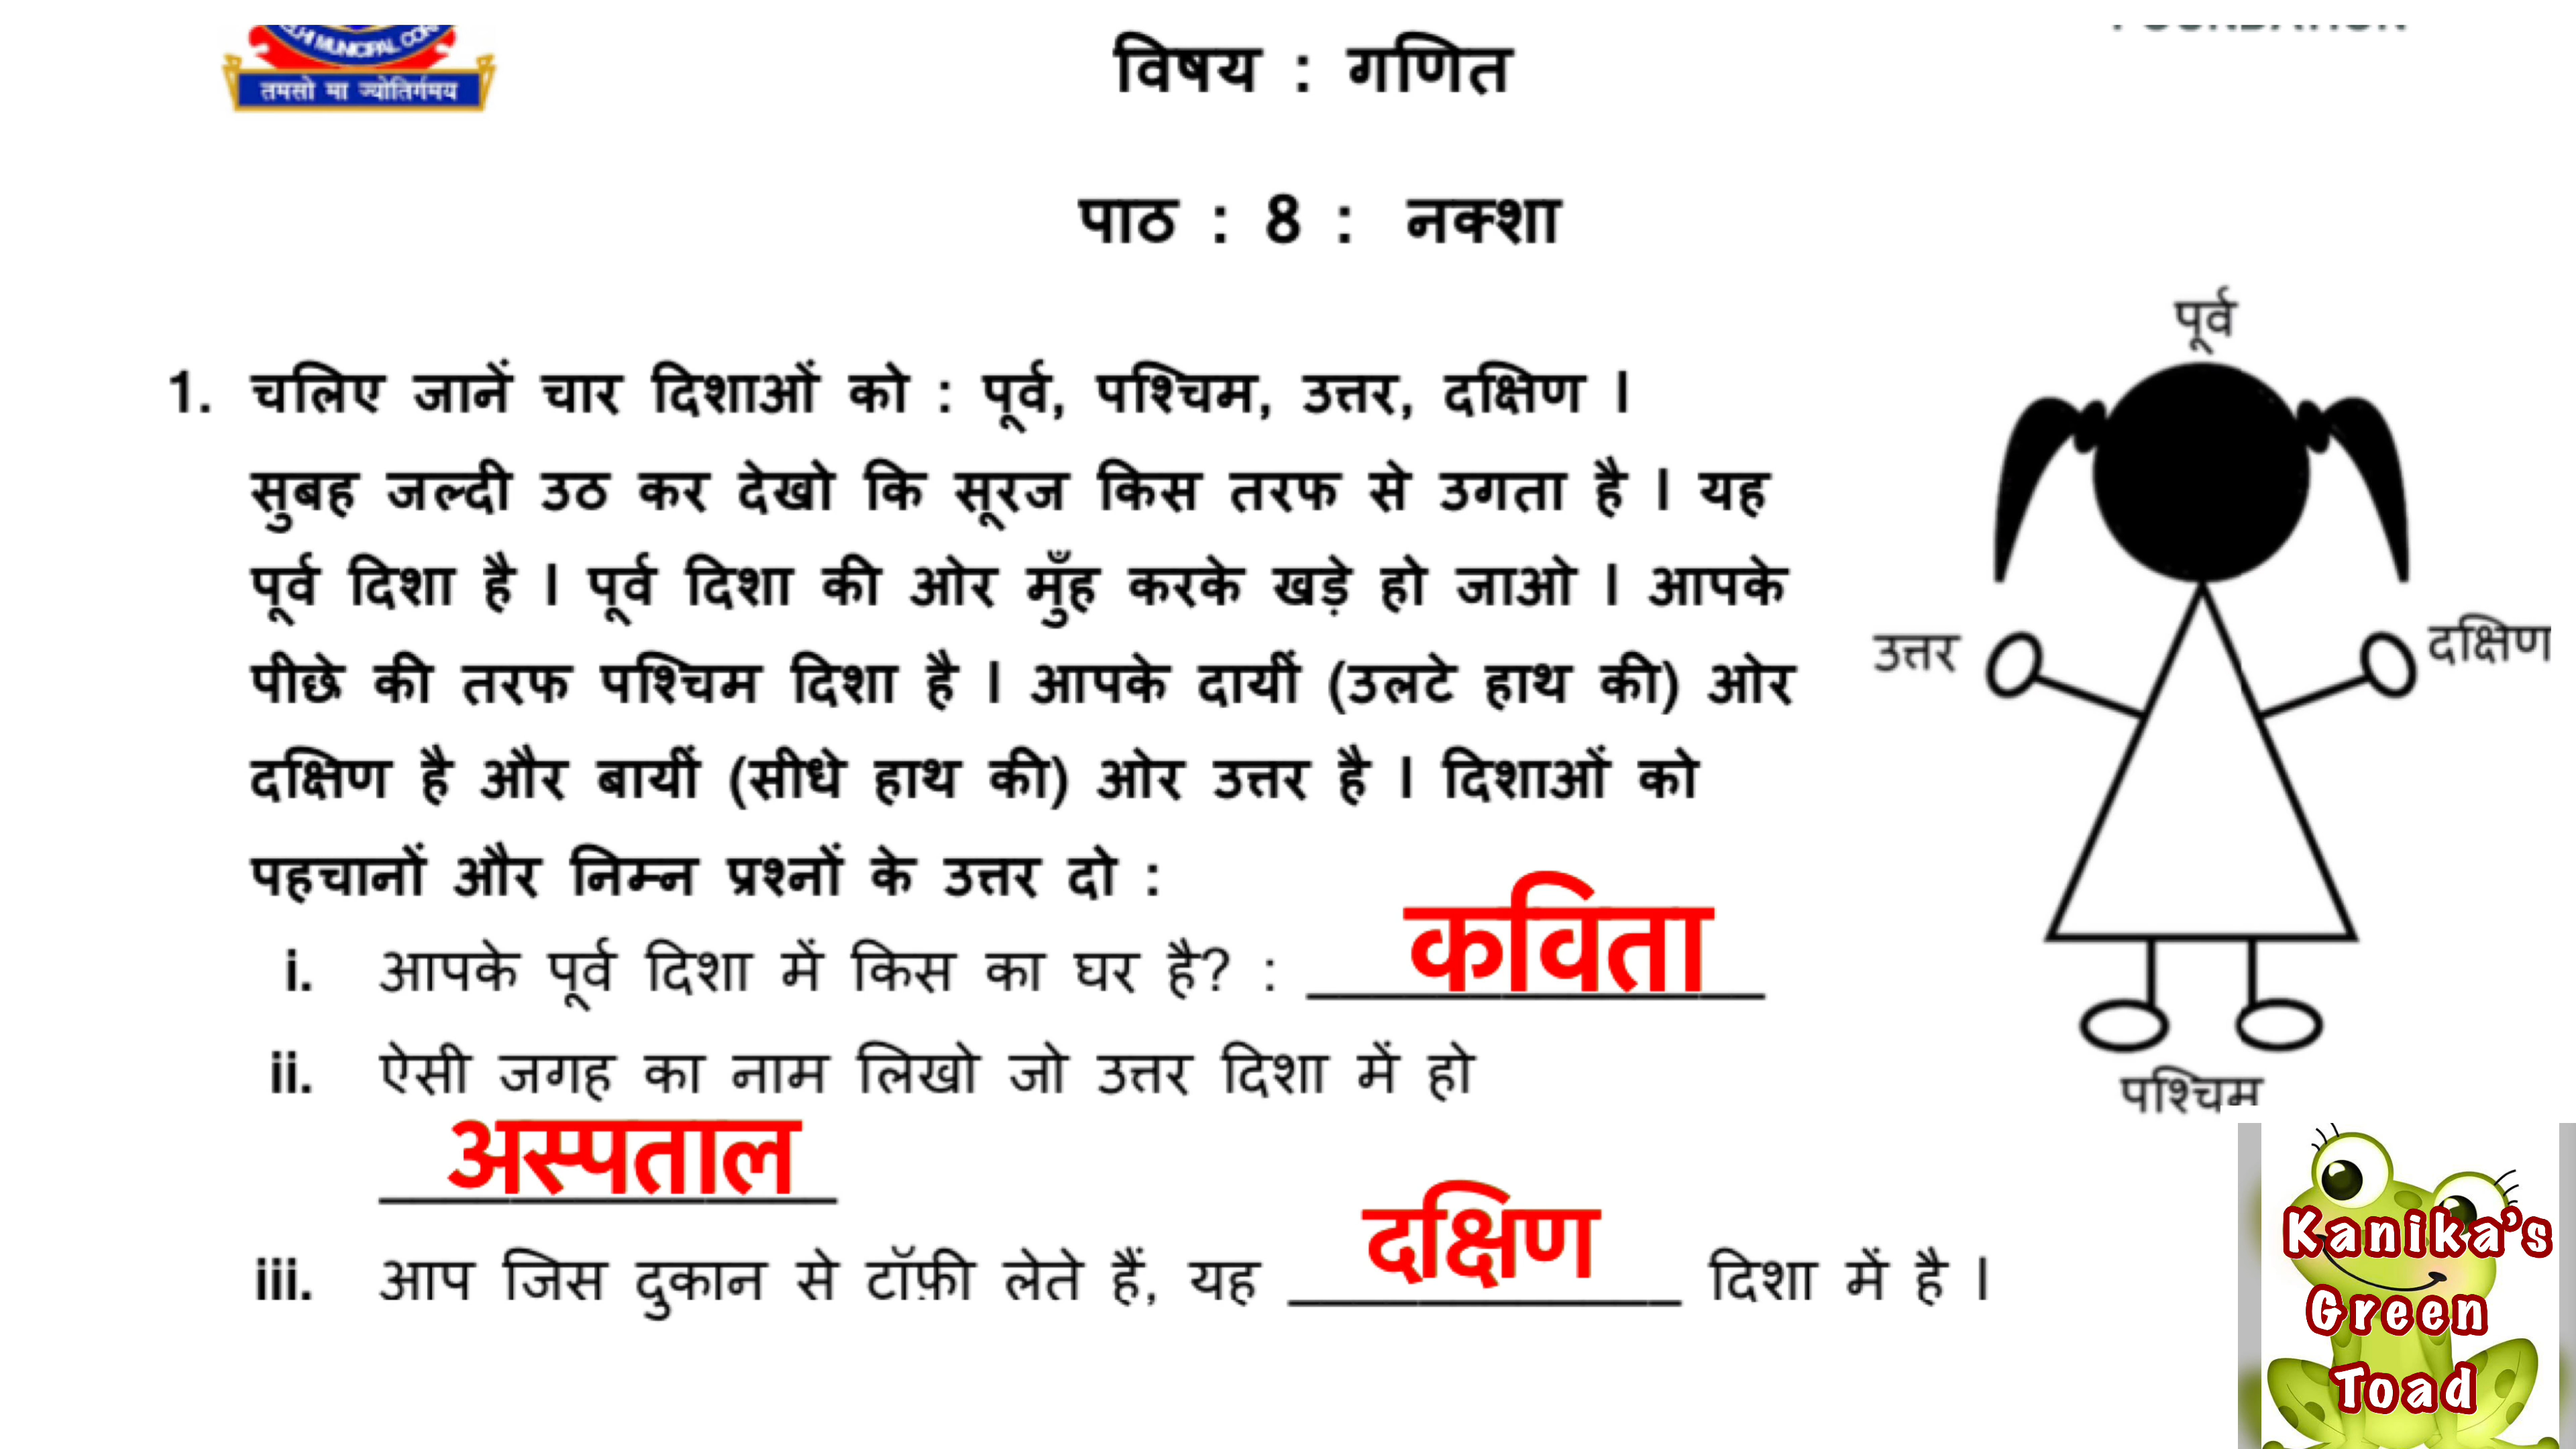 तमसो मा ज्योतिर्गमय
विषय : गणित
पाठ : 8 : नक्शा
1. चलिए जानें चार दिशाओं को : पूर्व, पश्चिम, उत्तर, दक्षिण ।
सुबह जल्दी उठ कर देखो कि सूरज किस तरफ से उगता है । यह
पूर्व दिशा है । पूर्व दिशा की ओर मुँह करके खड़े हो जाओ । आपके
पीछे की तरफ पश्चिम दिशा है । आपके दायीं (उलटे हाथ की) ओर
दक्षिण है और बायीं (सीधे हाथ की) ओर उत्तर है । दिशाओं को
पहचानों और निम्न प्रश्नों के उत्तर दो :
i. आपके पूर्व दिशा में किस का घर है? : कविता
ii. ऐसी जगह का नाम लिखो जो उत्तर दिशा में हो
अस्पताल
iii. आप जिस दुकान से टॉफ़ी लेते हैं, यह दक्षिण दिशा में है ।
पूर्व
उत्तर
दक्षिण
पश्चिम
Kanika's
Green
Toad